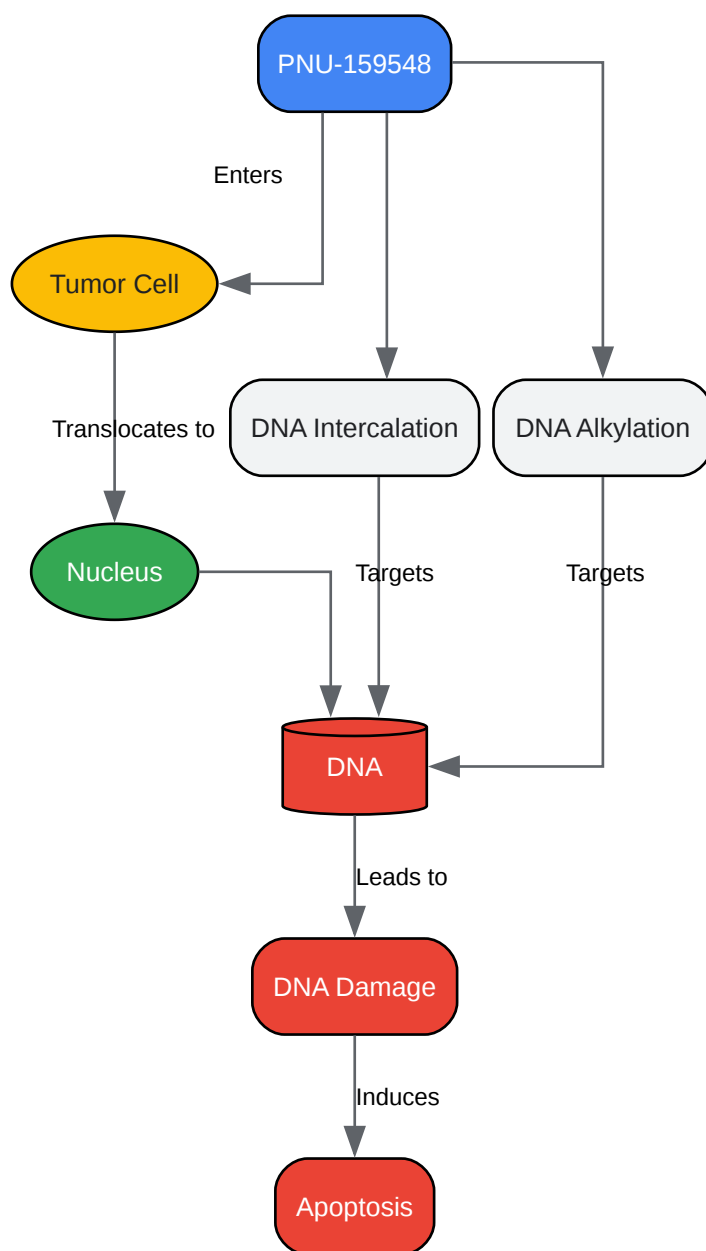 PNU-159548
Enters
Tumor Cell
Translocates to
DNA Intercalation
DNA Alkylation
Nucleus
Targets
Targets
DNA
Leads to
DNA Damage
Induces
Apoptosis